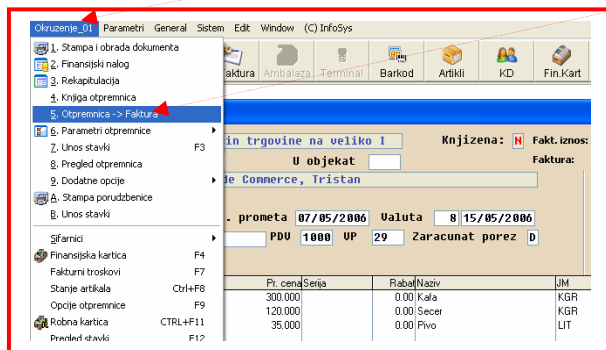 Okruzenje_01 Parametri General Sistem Edit Window (C) InfoSys
1. Stampa i obrada dokumenta
2. Finansijski nalog
3. Rekapitulacija
4. Knjiga otpremnica
5. Otpremnica -> Faktura
6. Parametri otpremnice
7. Unos stavki F3
8. Pregled otpremnica
9. Dodatne opcije
A. Stampa porudzbenice
B. Unos stavki
Sifarnici
Finansijska kartica F4
Fakturni troskovi F7
Stanje artikala Ctrl+F8
Opcije otpremnice F9
Robna kartica CTRL+F11
Pregled stavki F12
aktura Ambalaza Terminal Barkod Artikli KD Fin.Kart
in trgovine na veliko I Knjizena: N Fakt. iznos:
U objekat Faktura:
de Commerce, Tristan
. prometa 07/05/2006 Valuta 8 15/05/2006
PDV 1000 VP 29 Zaracunat porez D
Pr. cena Serija Rabat Naziv JM
300.000 0.00 Kafa KGR
120.000 0.00 Secer KGR
35.000 0.00 Pivo LIT